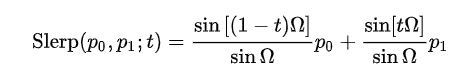 Slerp(p₀, p₁; t) = sin [(1 − t)Ω] / sin Ω p₀ + sin[tΩ] / sin Ω p₁